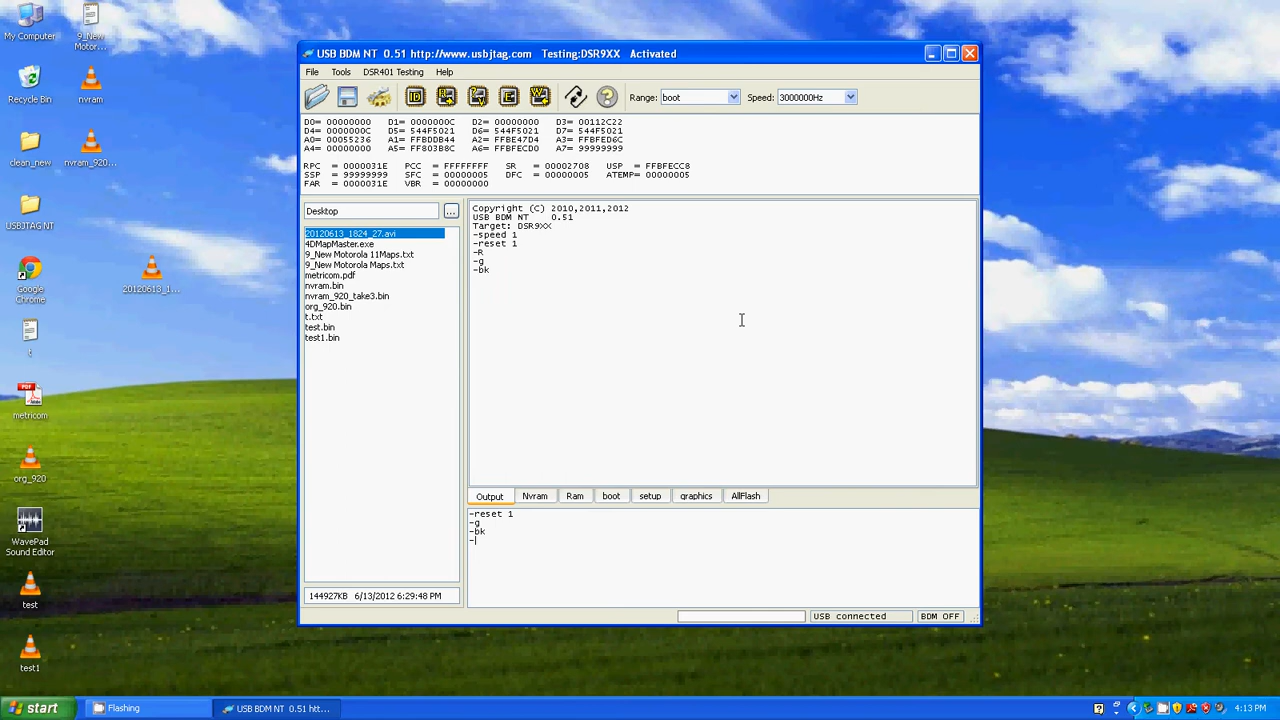 My Computer
9_New
Motor...
Recycle Bin
nvram
clean_new
nvram_920...
USBJTAG NT
Google
Chrome
20120613_1...
t
metricom
org_920
WavePad
Sound Editor
test
test1
USB BDM NT 0.51 http://www.usbjtag.com Testing:DSR9XX Activated
File Tools DSR401 Testing Help
Range: boot Speed: 3000000Hz
D0= 00000000 D1= 0000000C D2= 00000000 D3= 00112C22
D4= 0000000C D5= 544F5021 D6= 544F5021 D7= 544F5021
A0= 00055236 A1= FFBDDB44 A2= FFBE47D4 A3= FFBFED6C
A4= 00000000 A5= FF803B8C A6= FFBFECD0 A7= 99999999
RPC = 0000031E PCC = FFFFFFFF SR = 00002708 USP = FFBFECC8
SSP = 99999999 SFC = 00000005 DFC = 00000005 ATEMP = 00000005
FAR = 0000031E VBR = 00000000
Desktop ...
20120613_1824_27.avi
4DMapMaster.exe
9_New Motorola 11Maps.txt
9_New Motorola Maps.txt
metricom.pdf
nvram.bin
nvram_920_take3.bin
org_920.bin
t.txt
test.bin
test1.bin
144927KB 6/13/2012 6:29:48 PM
Copyright (C) 2010,2011,2012
USB BDM NT 0.51
Target: DSR9XX
-speed 1
-reset 1
-R
-g
-bk
Output Nvram Ram boot setup graphics AllFlash
-reset 1
-g
-bk
-
USB connected BDM OFF
start Flashing USB BDM NT 0.51 htt... 4:13 PM